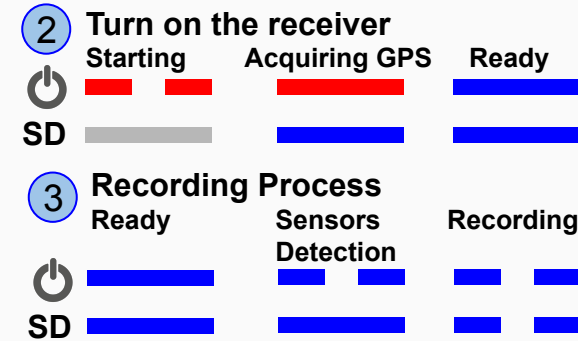 2 Turn on the receiver
Starting Acquiring GPS Ready
SD
3 Recording Process
Ready Sensors Recording
Detection
SD